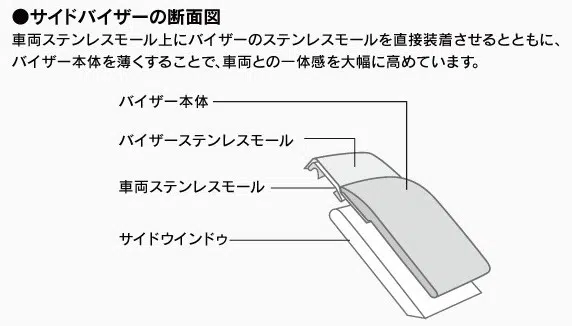 ●サイドバイザーの断面図
車両ステンレスモール上にバイザーのステンレスモールを直接装着させるとともに、
バイザー本体を薄くすることで、車両との一体感を大幅に高めています。
バイザー本体
バイザーステンレスモール
車両ステンレスモール
サイドウインドゥ